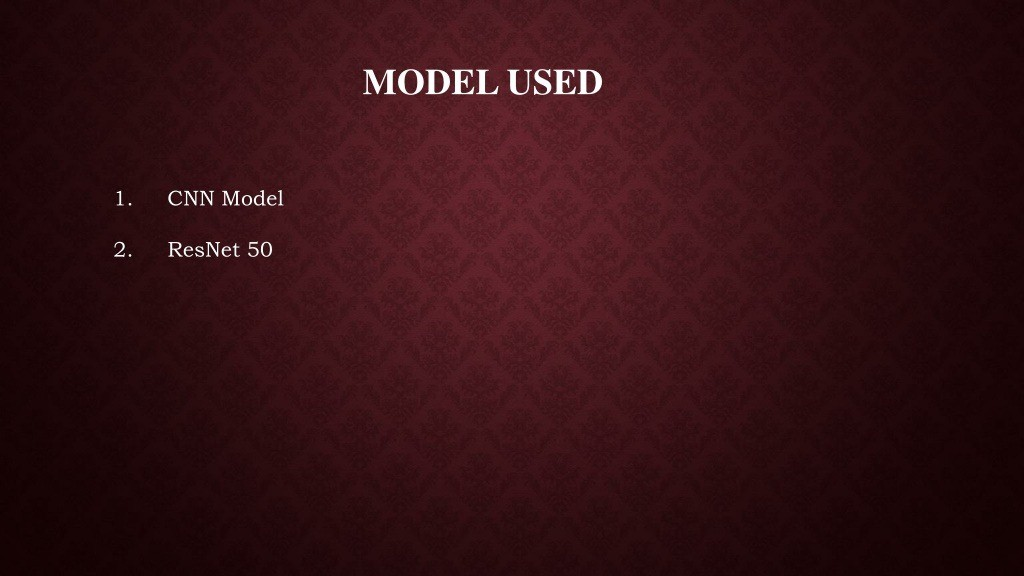 MODEL USED
1. CNN Model
2. ResNet 50